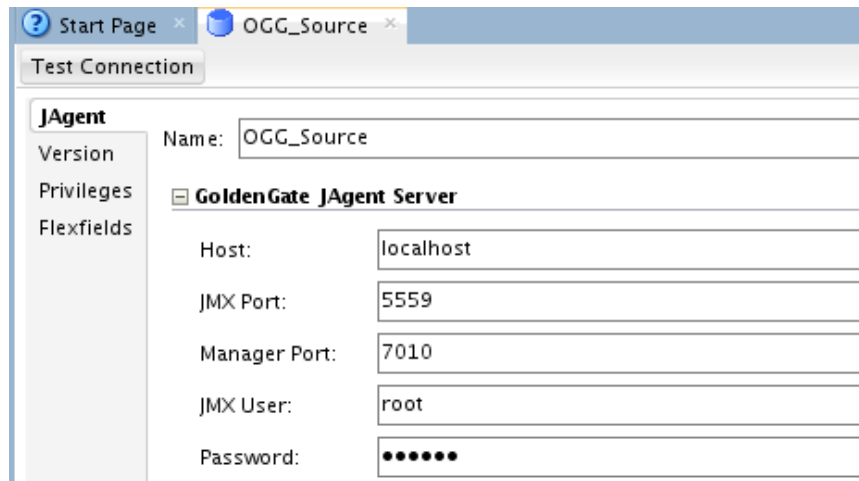 Start Page OGG_Source
Test Connection
JAgent
Name: OGG_Source
Version
Privileges
GoldenGate JAgent Server
Flexfields
Host: localhost
JMX Port: 5559
Manager Port: 7010
JMX User: root
Password: ●●●●●●